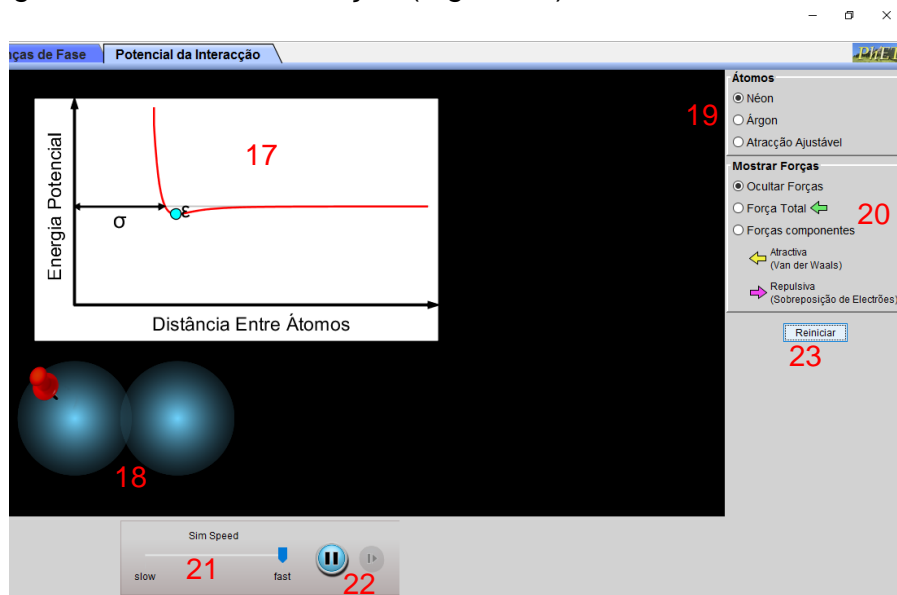 nças de Fase
Potencial da Interacção
PhET
Átomos
Néon
19
Árgon
Atracção Ajustável
Mostrar Forças
Ocultar Forças
Força Total
20
Forças componentes
Atractiva
(Van der Waals)
Repulsiva
(Sobreposição de Electrões)
Reiniciar
23
Energia Potencial
17
σ
ε
Distância Entre Átomos
18
Sim Speed
slow
21
fast
22